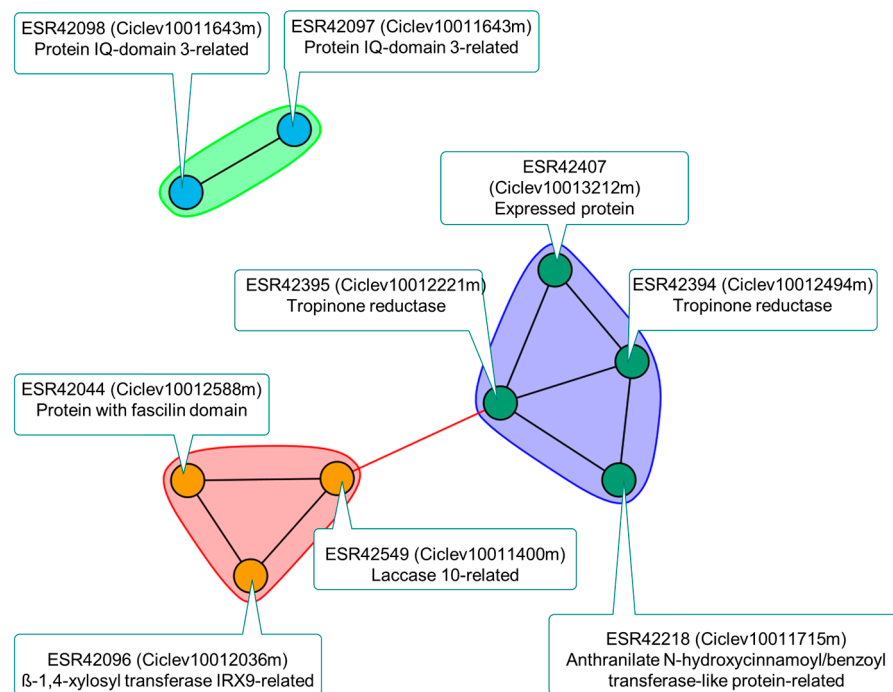 ESR42098 (Ciclev10011643m)
Protein IQ-domain 3-related
ESR42097 (Ciclev10011643m)
Protein IQ-domain 3-related
ESR42407
(Ciclev10013212m)
Expressed protein
ESR42395 (Ciclev10012221m)
Tropinone reductase
ESR42394 (Ciclev10012494m)
Tropinone reductase
ESR42044 (Ciclev10012588m)
Protein with fascilin domain
ESR42549 (Ciclev10011400m)
Laccase 10-related
ESR42096 (Ciclev10012036m)
ß-1,4-xylosyl transferase IRX9-related
ESR42218 (Ciclev10011715m)
Anthranilate N-hydroxycinnamoyl/benzoyl
transferase-like protein-related